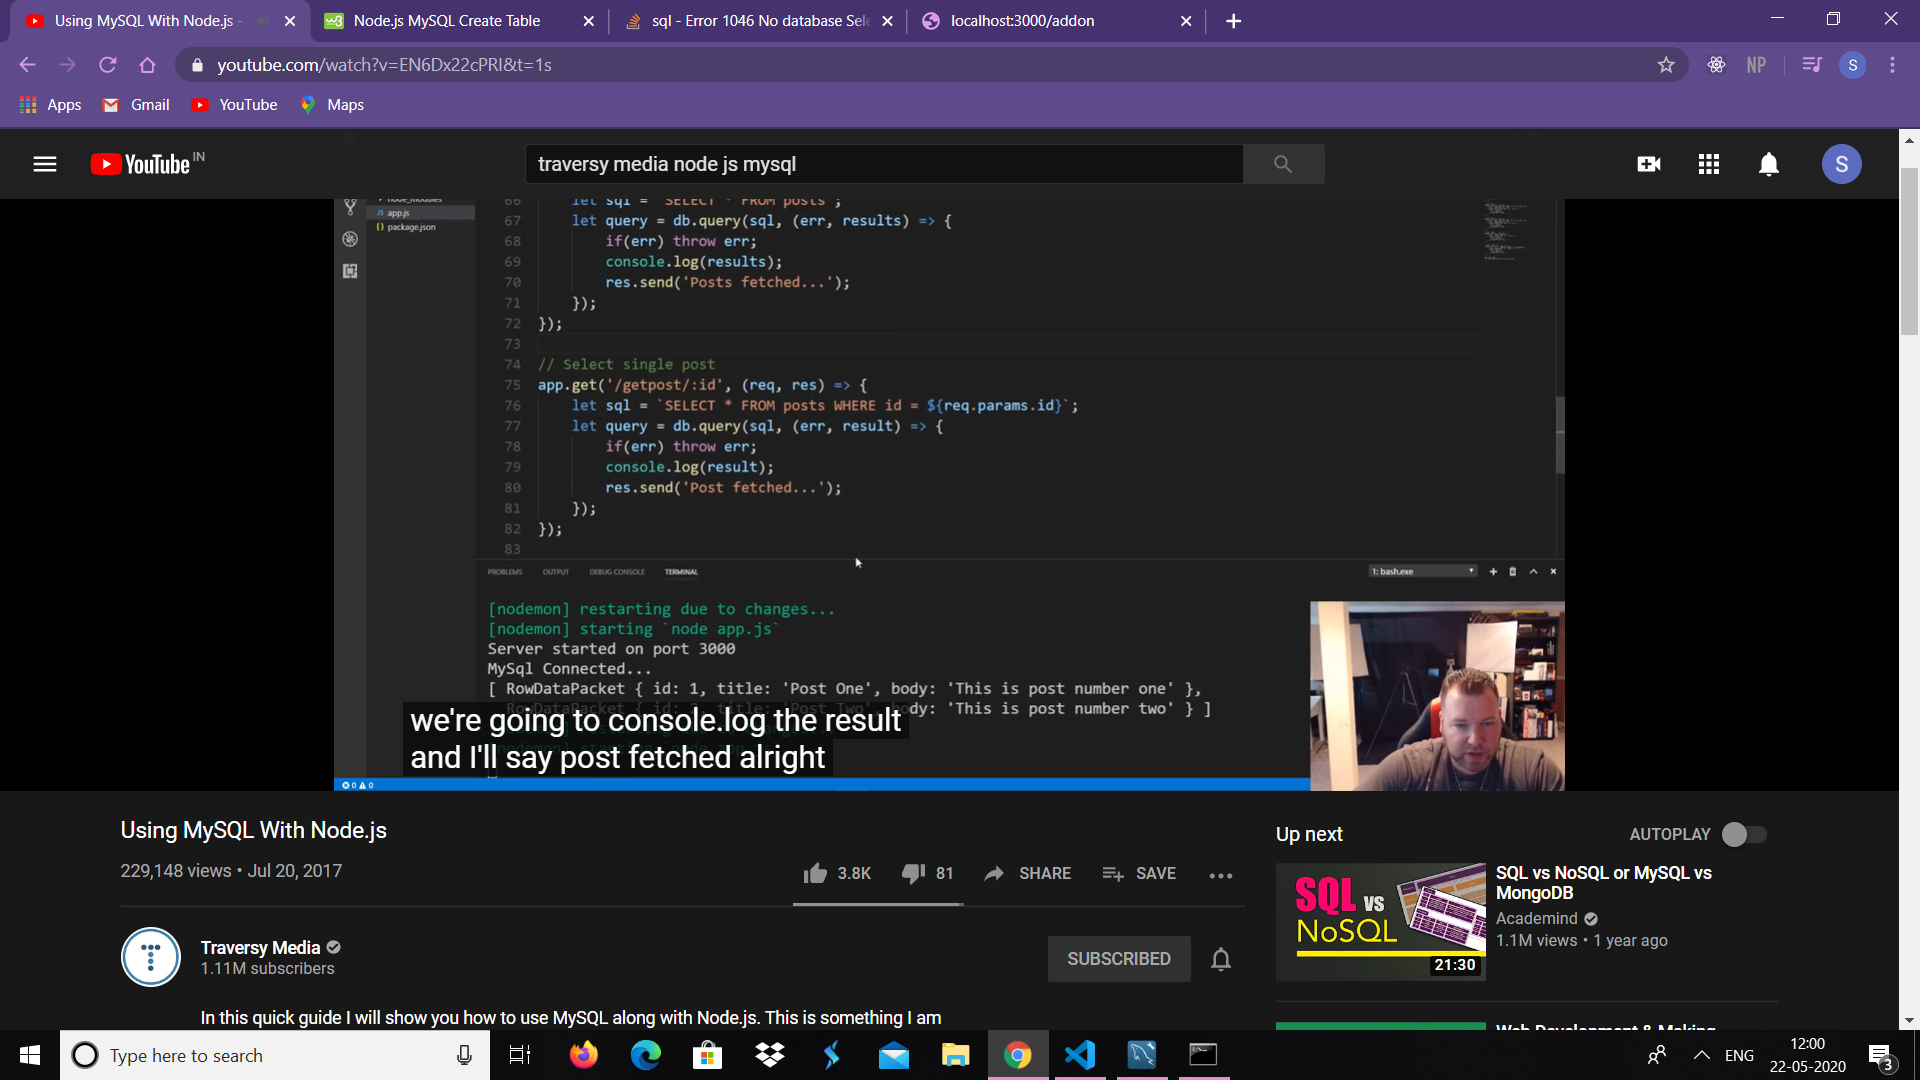 Using MySQL With Node.js -
Node.js MySQL Create Table
sql - Error 1046 No database Sele
localhost:3000/addon
youtube.com/watch?v=EN6Dx22cPRI&t=1s
NP
S
Apps
Gmail
YouTube
Maps
YouTube IN
traversy media node js mysql
S
node_modules
JS app.js
{} package.json
66 let sql = 'SELECT * FROM posts';
67 let query = db.query(sql, (err, results) => {
68 if(err) throw err;
69 console.log(results);
70 res.send('Posts fetched...');
71 });
72 });
73
74 // Select single post
75 app.get('/getpost/:id', (req, res) => {
76 let sql = `SELECT * FROM posts WHERE id = ${req.params.id}`;
77 let query = db.query(sql, (err, result) => {
78 if(err) throw err;
79 console.log(result);
80 res.send('Post fetched...');
81 });
82 });
83
PROBLEMS OUTPUT DEBUG CONSOLE TERMINAL
1: bash.exe
[nodemon] restarting due to changes...
[nodemon] starting `node app.js`
Server started on port 3000
MySql Connected...
[ RowDataPacket { id: 1, title: 'Post One', body: 'This is post number one' },
RowDataPacket { id: 2, title: 'Post Two', body: 'This is post number two' } ]
we're going to console.log the result
and I'll say post fetched alright
0 0
Using MySQL With Node.js
229,148 views • Jul 20, 2017
3.8K
81
SHARE
SAVE
Traversy Media
1.11M subscribers
SUBSCRIBED
In this quick guide I will show you how to use MySQL along with Node.js. This is something I am
Up next
AUTOPLAY
SQL vs
NoSQL
21:30
SQL vs NoSQL or MySQL vs
MongoDB
Academind
1.1M views • 1 year ago
Web Development & Making
Type here to search
ENG
12:00
22-05-2020
3